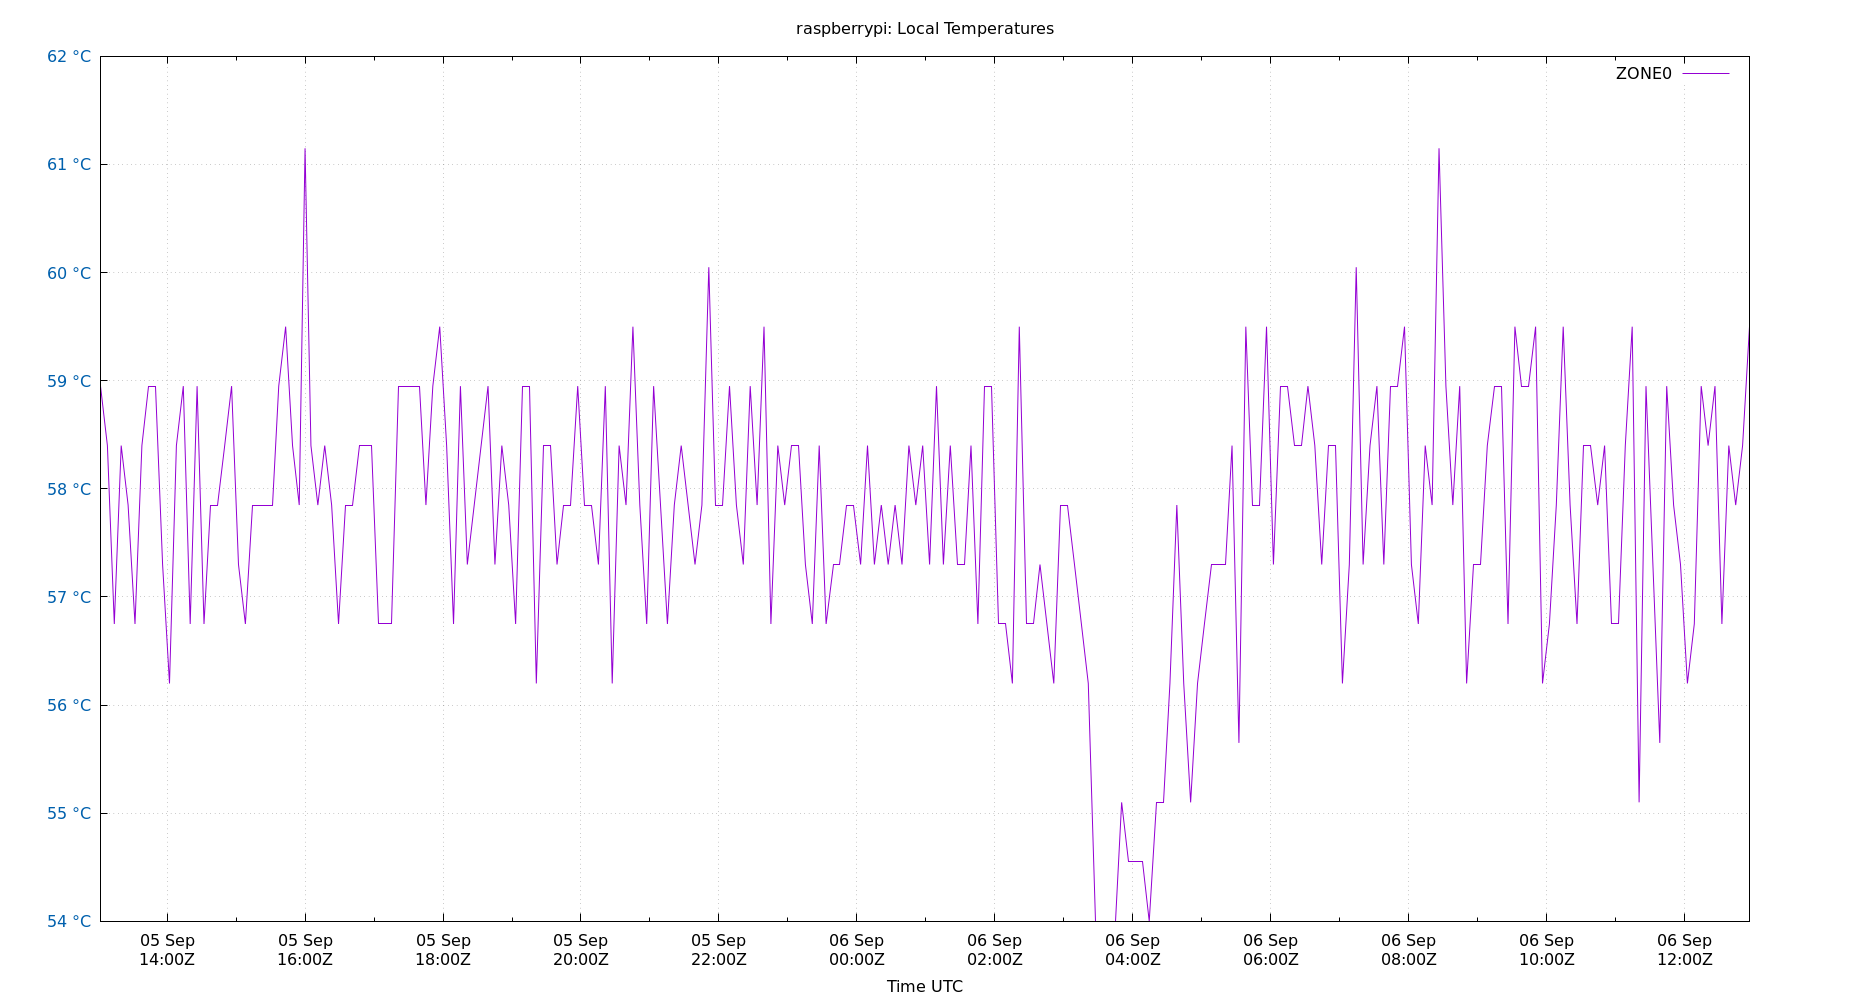 raspberrypi: Local Temperatures
62 °C
61 °C
60 °C
59 °C
58 °C
57 °C
56 °C
55 °C
54 °C
ZONE0
05 Sep 05 Sep 05 Sep 05 Sep 05 Sep 06 Sep 06 Sep 06 Sep 06 Sep 06 Sep 06 Sep 06 Sep
14:00Z 16:00Z 18:00Z 20:00Z 22:00Z 00:00Z 02:00Z 04:00Z 06:00Z 08:00Z 10:00Z 12:00Z
Time UTC